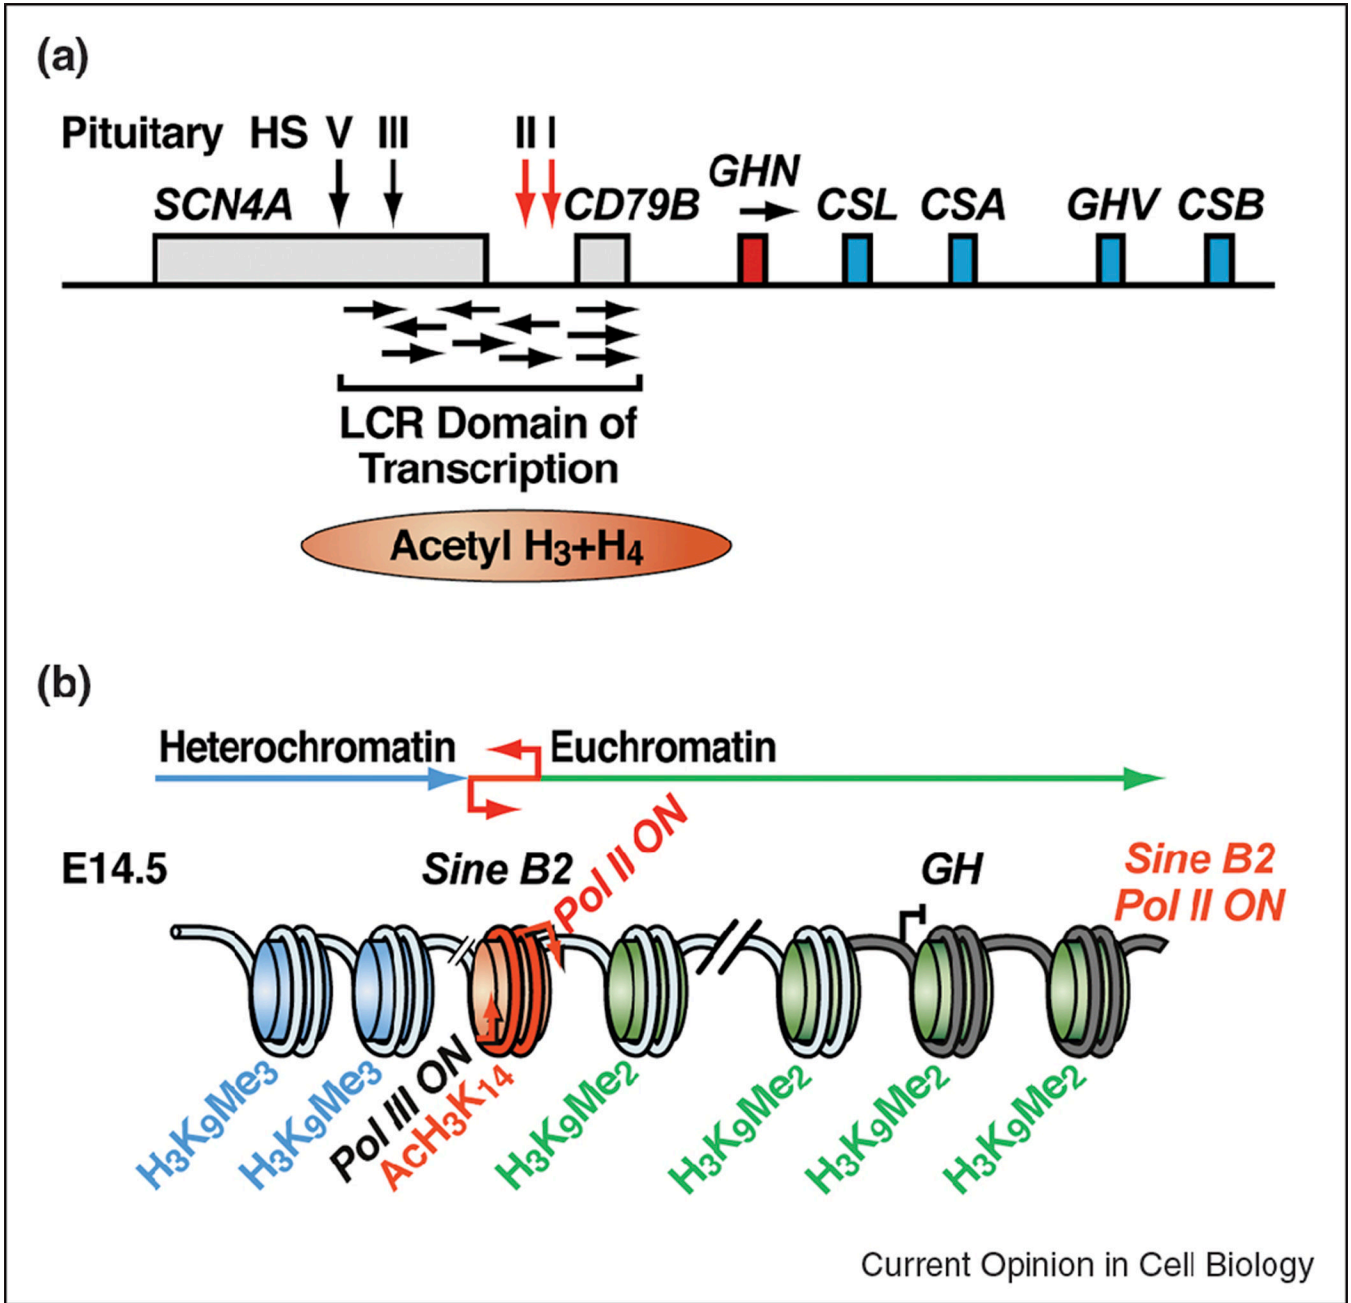 (a)
Pituitary HS V III II I
SCN4A CD79B GHN CSL CSA GHV CSB
LCR Domain of
Transcription
Acetyl H3+H4
(b)
Heterochromatin Euchromatin
E14.5 Sine B2 Pol II ON GH
Sine B2
Pol II ON
H3K9Me3
H3K9Me3
Pol III ON
AcH3K14
H3K9Me2
H3K9Me2
H3K9Me2
H3K9Me2
Current Opinion in Cell Biology